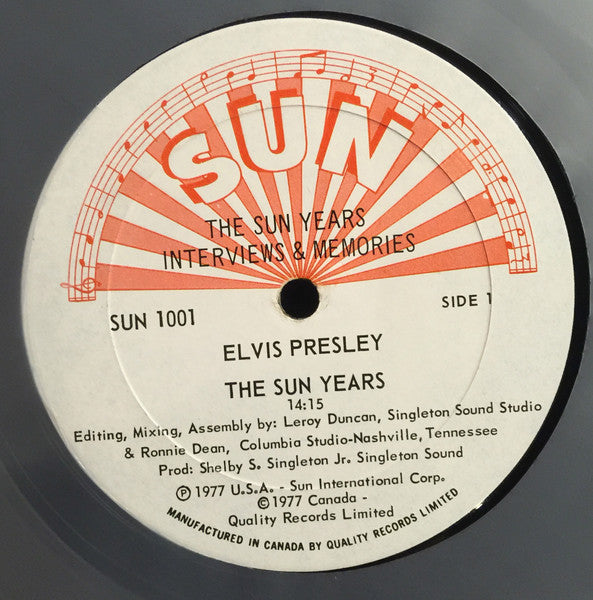 SUN
THE SUN YEARS
INTERVIEWS & MEMORIES
SUN 1001
SIDE 1
ELVIS PRESLEY
THE SUN YEARS
14:15
Editing, Mixing, Assembly by: Leroy Duncan, Singleton Sound Studio
& Ronnie Dean, Columbia Studio-Nashville, Tennessee
Prod: Shelby S. Singleton Jr. Singleton Sound
Ⓟ 1977 U.S.A. - Sun International Corp.
© 1977 Canada -
Quality Records Limited
MANUFACTURED IN CANADA BY QUALITY RECORDS LIMITED